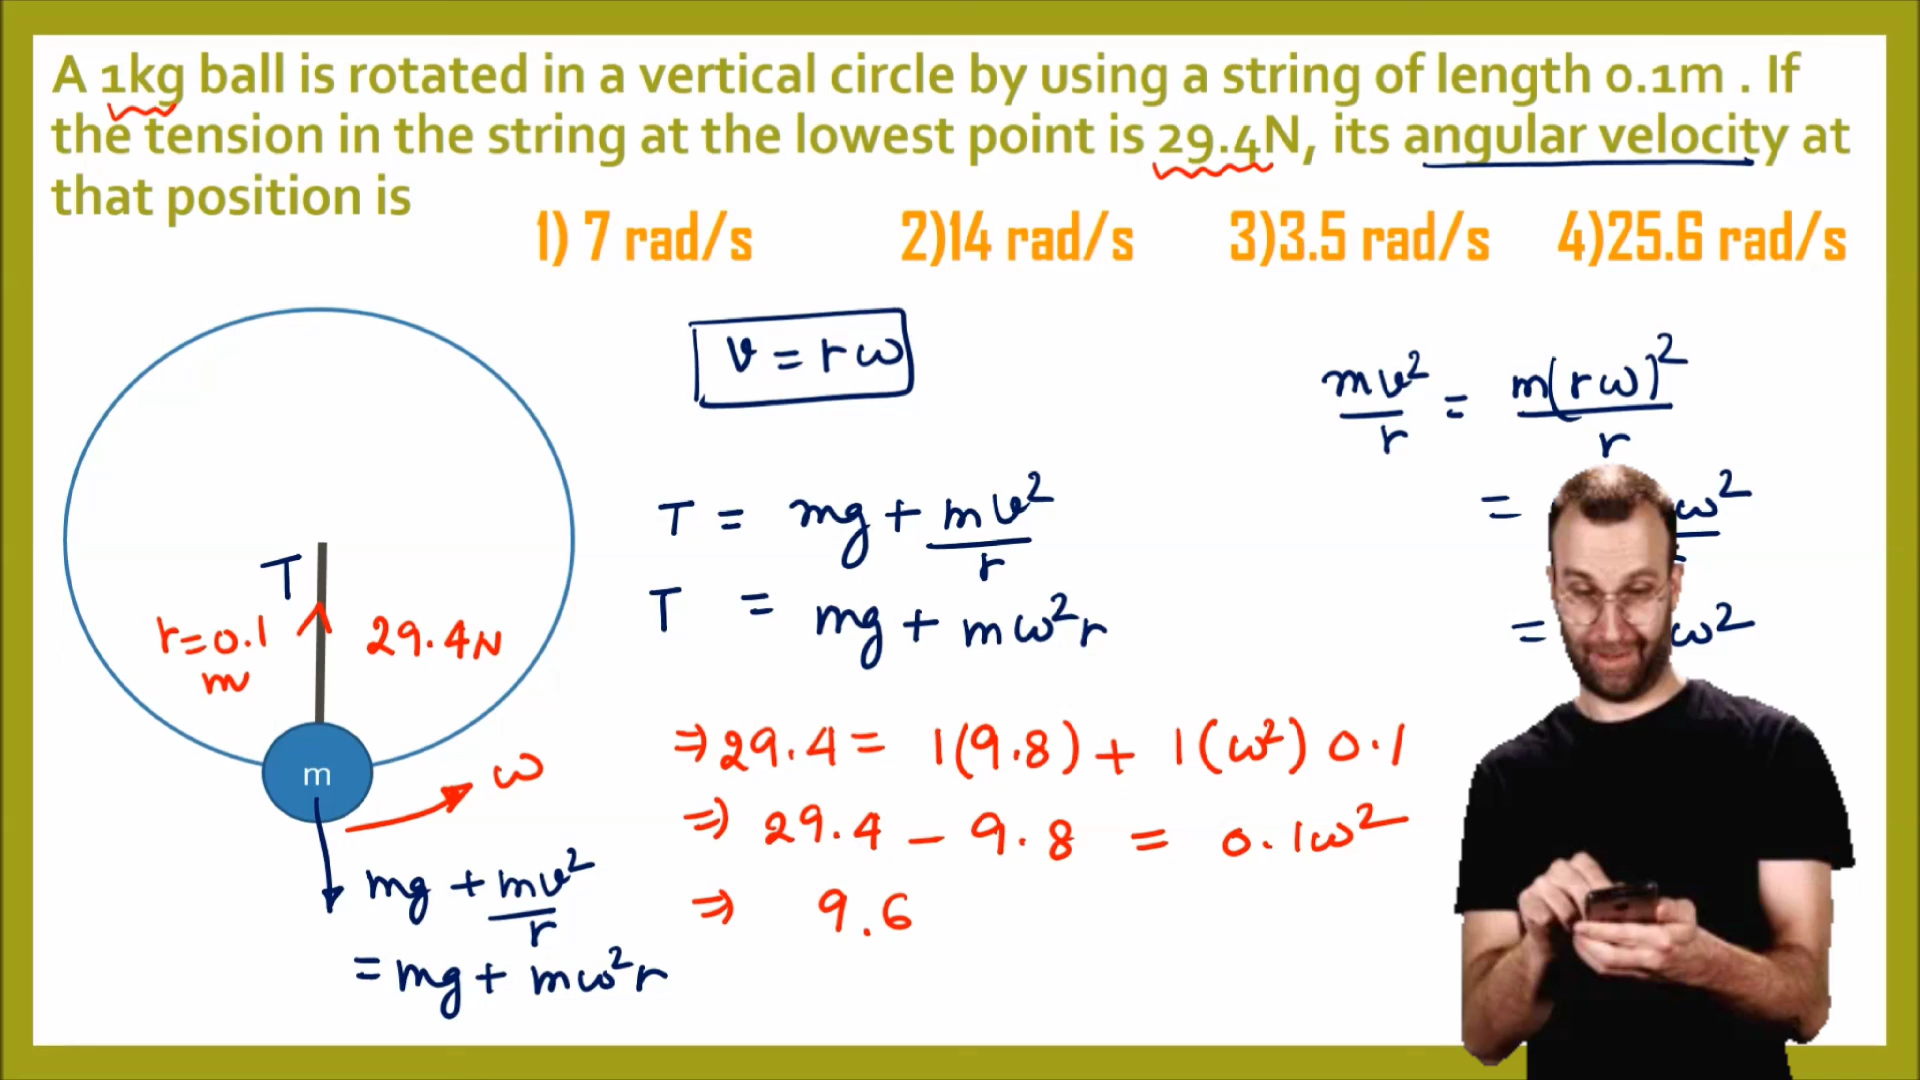 A 1kg ball is rotated in a vertical circle by using a string of length 0.1m . If
the tension in the string at the lowest point is 29.4N, its angular velocity at
that position is
1) 7 rad/s 2)14 rad/s 3)3.5 rad/s 4)25.6 rad/s
v = rω
mv²/r = m(rω)²/r
= ω²
= ω²
T = mg + mv²/r
T = mg + mω²r
T
r=0.1
m
29.4N
m
ω
mg + mv²/r
= mg + mω²r
⇒ 29.4 = 1(9.8) + 1(ω²) 0.1
⇒ 29.4 – 9.8 = 0.1ω²
⇒ 9.6